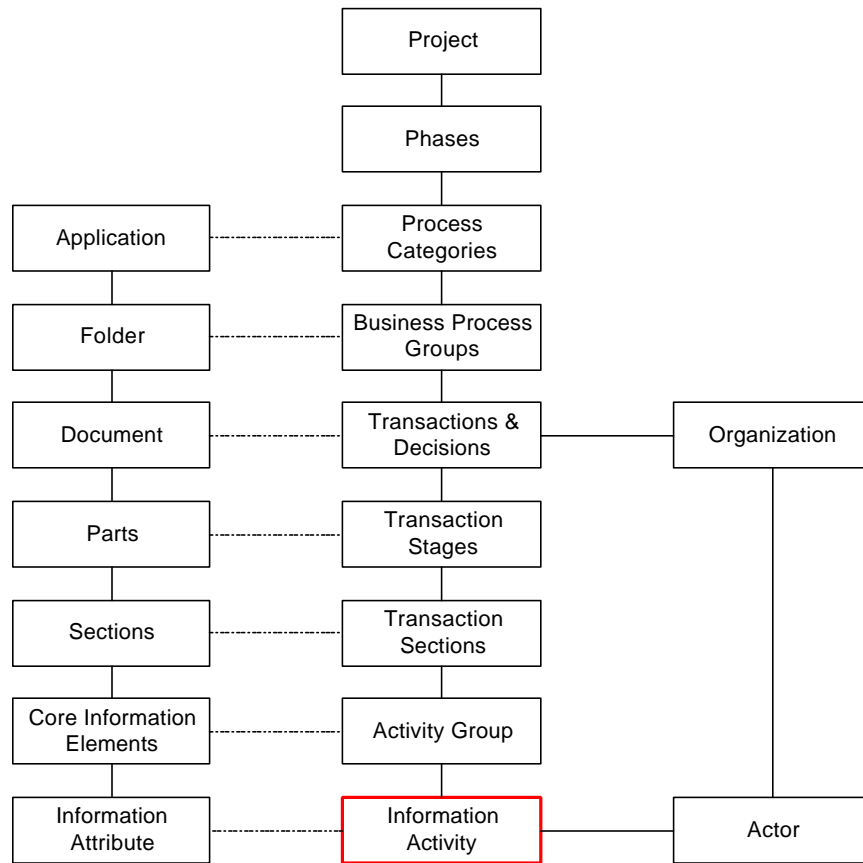 Project
Phases
Application
Process
Categories
Folder
Business Process
Groups
Document
Transactions &
Decisions
Organization
Parts
Transaction
Stages
Sections
Transaction
Sections
Core Information
Elements
Activity Group
Information
Attribute
Information
Activity
Actor